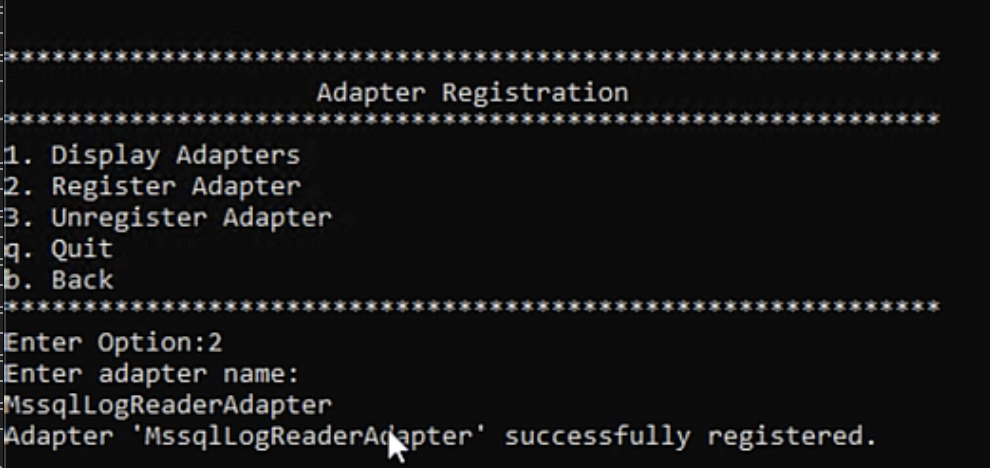 ************************************************************
Adapter Registration
************************************************************
1. Display Adapters
2. Register Adapter
3. Unregister Adapter
q. Quit
b. Back
************************************************************
Enter Option:2
Enter adapter name:
MssqlLogReaderAdapter
Adapter 'MssqlLogReaderAdapter' successfully registered.